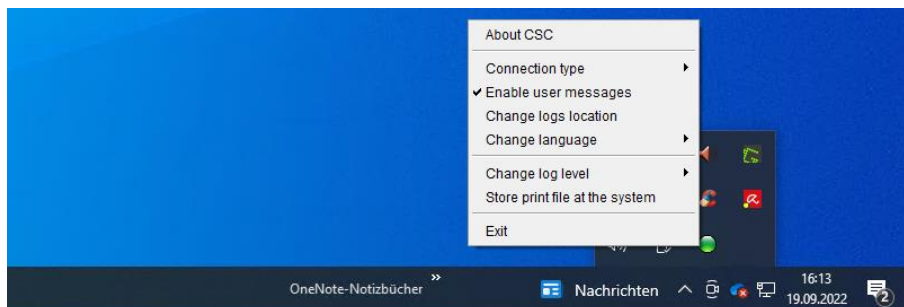 About CSC
Connection type
Enable user messages
Change logs location
Change language
Change log level
Store print file at the system
Exit
OneNote-Notizbücher
»
Nachrichten
16:13
19.09.2022
2